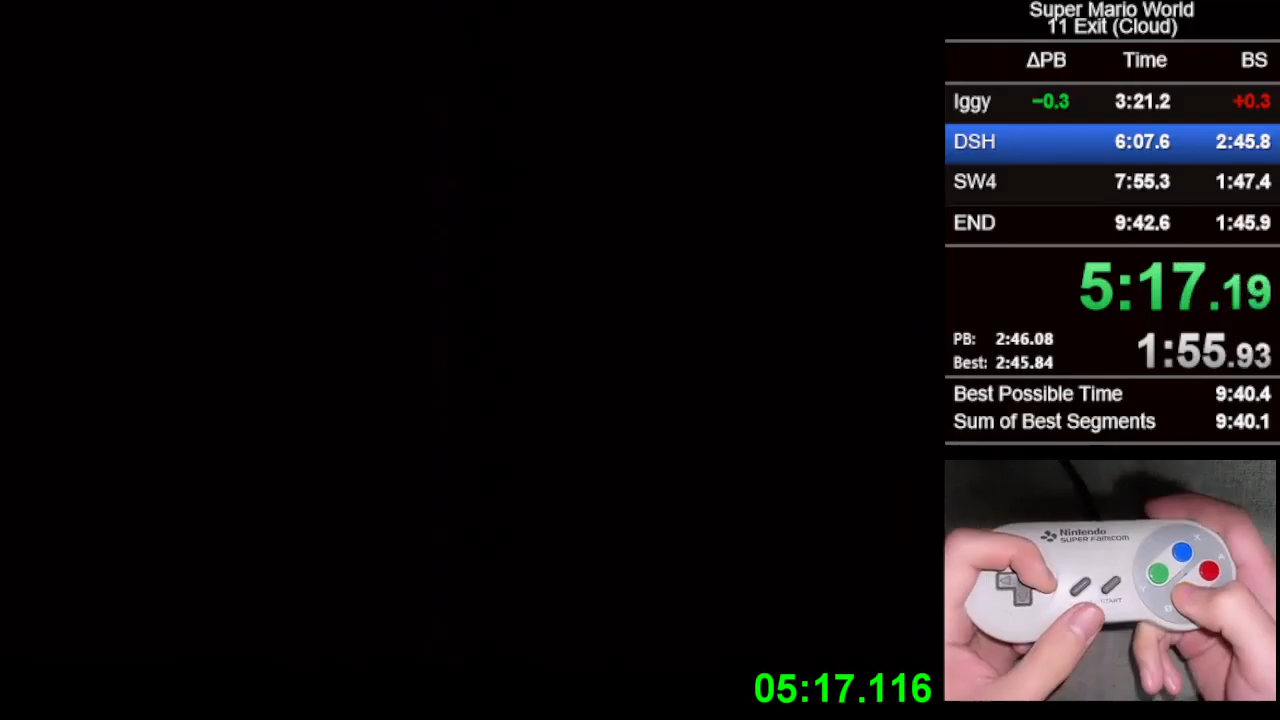 Super Mario World
11 Exit (Cloud)
ΔPB Time BS
Iggy −0.3 3:21.2 +0.3
DSH 6:07.6 2:45.8
SW4 7:55.3 1:47.4
END 9:42.6 1:45.9
5:17.19
PB: 2:46.08
Best: 2:45.84
1:55.93
Best Possible Time 9:40.4
Sum of Best Segments 9:40.1
Nintendo
SUPER FAMICOM
X
A
Y
START
05:17.116